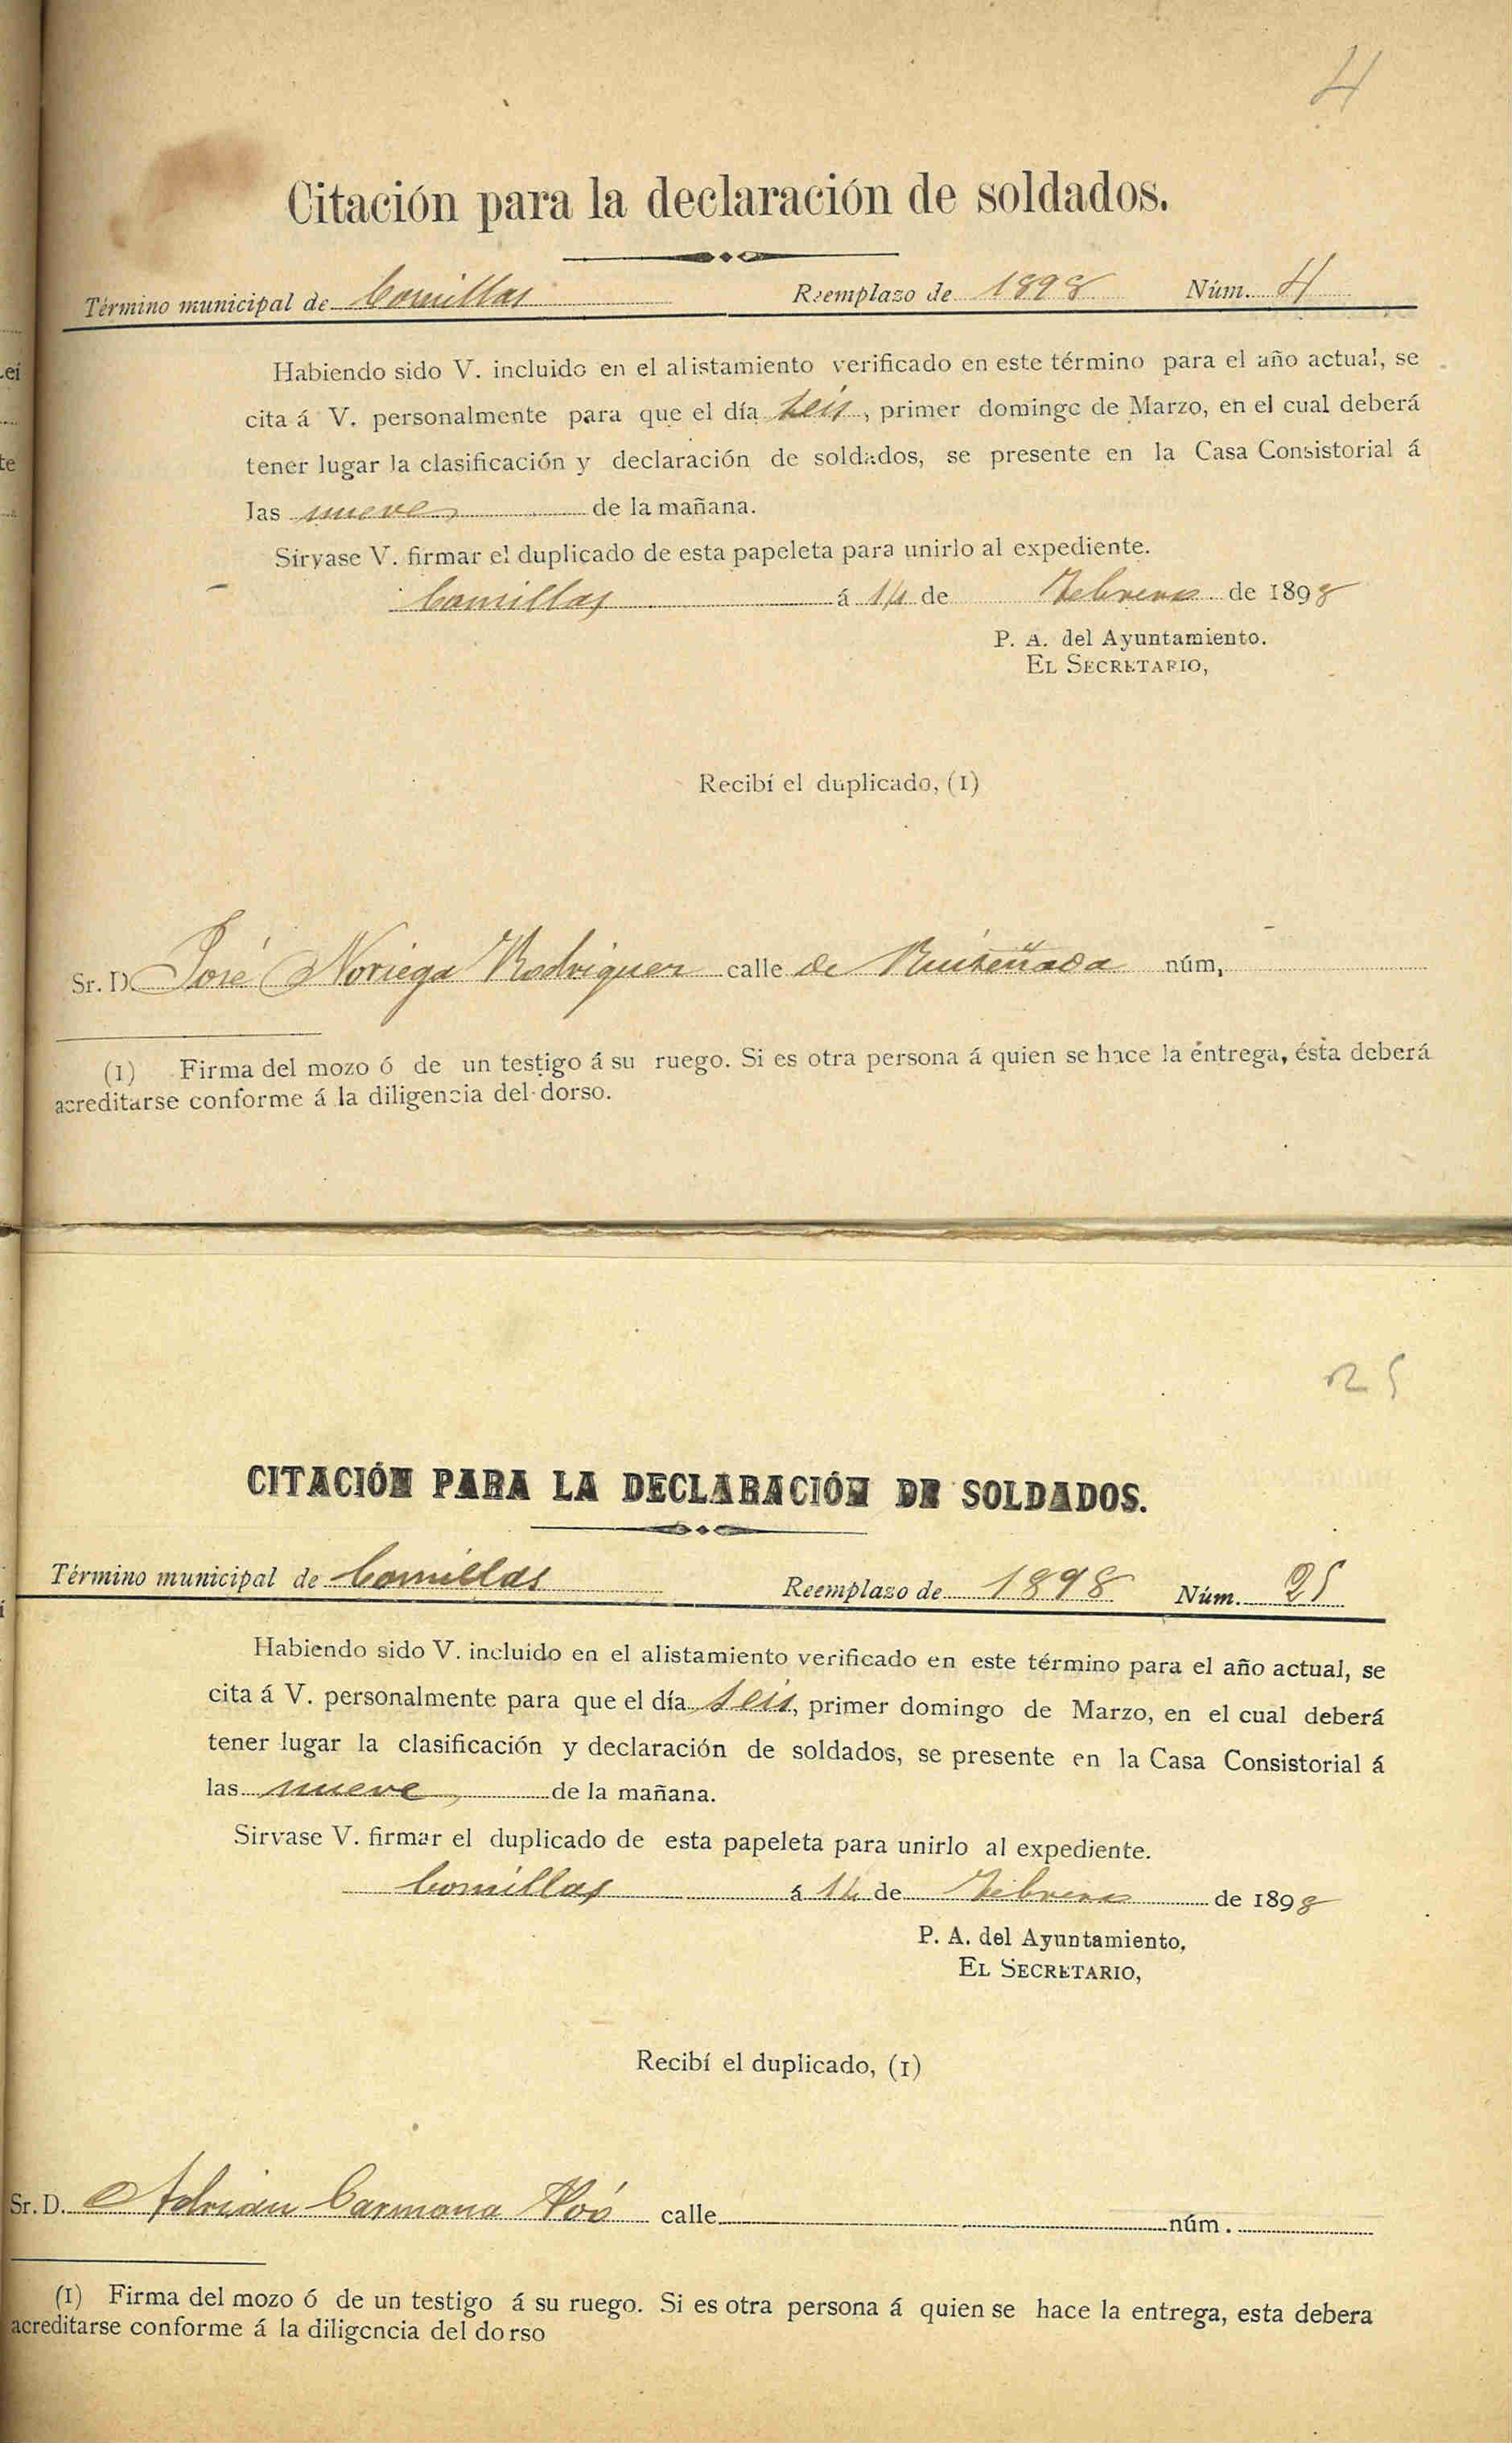 4
Citación para la declaración de soldados.
Término municipal de Comillas Reemplazo de 1898 Núm. 4
Habiendo sido V. incluido en el alistamiento verificado en este término para el año actual, se
cita á V. personalmente para que el día seis, primer domingo de Marzo, en el cual deberá
tener lugar la clasificación y declaración de soldados, se presente en la Casa Consistorial á
las nueve de la mañana.
Sírvase V. firmar el duplicado de esta papeleta para unirlo al expediente.
Comillas á 14 de Febrero de 1898
P. A. del Ayuntamiento.
EL SECRETARIO,
Recibí el duplicado, (1)
Sr. D. José Noriega Rodriguez calle de Ruiseñada núm,
(1) Firma del mozo ó de un testigo á su ruego. Si es otra persona á quien se hace la entrega, ésta deberá
acreditarse conforme á la diligencia del dorso.
25
CITACIÓN PARA LA DECLARACIÓN DE SOLDADOS.
Término municipal de Comillas Reemplazo de 1898 Núm. 25
Habiendo sido V. incluido en el alistamiento verificado en este término para el año actual, se
cita á V. personalmente para que el día seis, primer domingo de Marzo, en el cual deberá
tener lugar la clasificación y declaración de soldados, se presente en la Casa Consistorial á
las nueve de la mañana.
Sirvase V. firmar el duplicado de esta papeleta para unirlo al expediente.
Comillas á 14 de Febrero de 1898
P. A. del Ayuntamiento,
EL SECRETARIO,
Recibí el duplicado, (1)
Sr. D. Adrian Carmona Noó calle núm.
(1) Firma del mozo ó de un testigo á su ruego. Si es otra persona á quien se hace la entrega, esta debera
acreditarse conforme á la diligencia del dorso